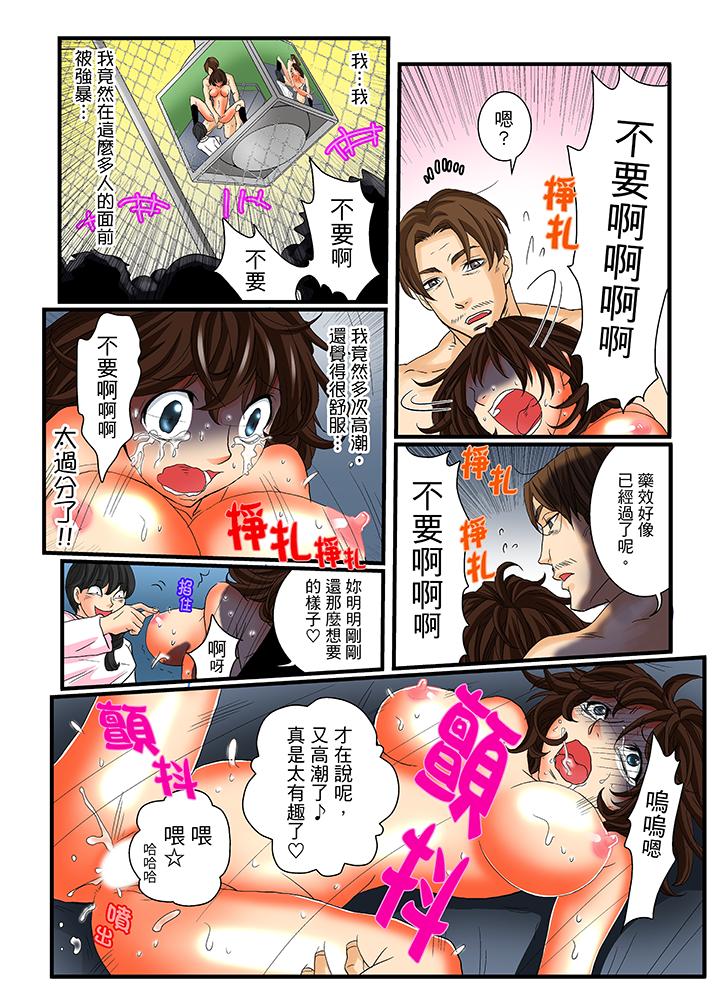 不要啊啊啊啊
嗯？
掙扎
我…我
我竟然在這麼多人的面前
被強暴…
不要啊
不要
我竟然多次高潮。
還覺得很舒服…
不要啊啊啊
太過分了!!
掙扎
掙扎
藥效好像
已經過了呢。
掙扎
掙扎
不要啊啊啊
妳明明剛剛
還那麼想要
的樣子♡
掐住
啊呀
嗚嗚嗯
顫抖
才在說呢，
又高潮了♪
真是太有趣了♡
顫抖
喂
喂☆
哈哈哈
噴出